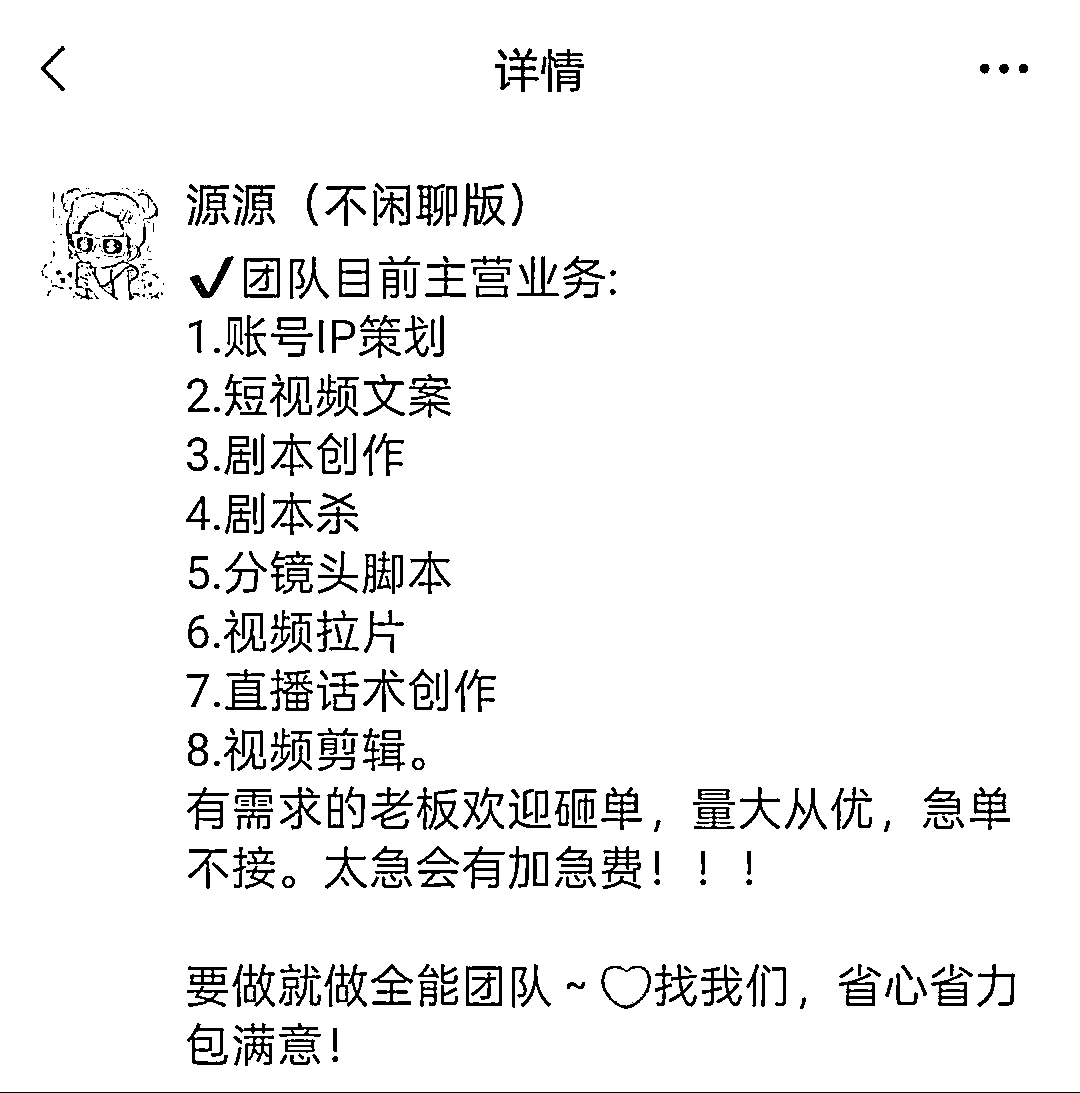 详情
源源（不闲聊版）
✔团队目前主营业务:
1.账号IP策划
2.短视频文案
3.剧本创作
4.剧本杀
5.分镜头脚本
6.视频拉片
7.直播话术创作
8.视频剪辑。
有需求的老板欢迎砸单，量大从优，急单
不接。太急会有加急费！！！
要做就做全能团队~♡找我们，省心省力
包满意！